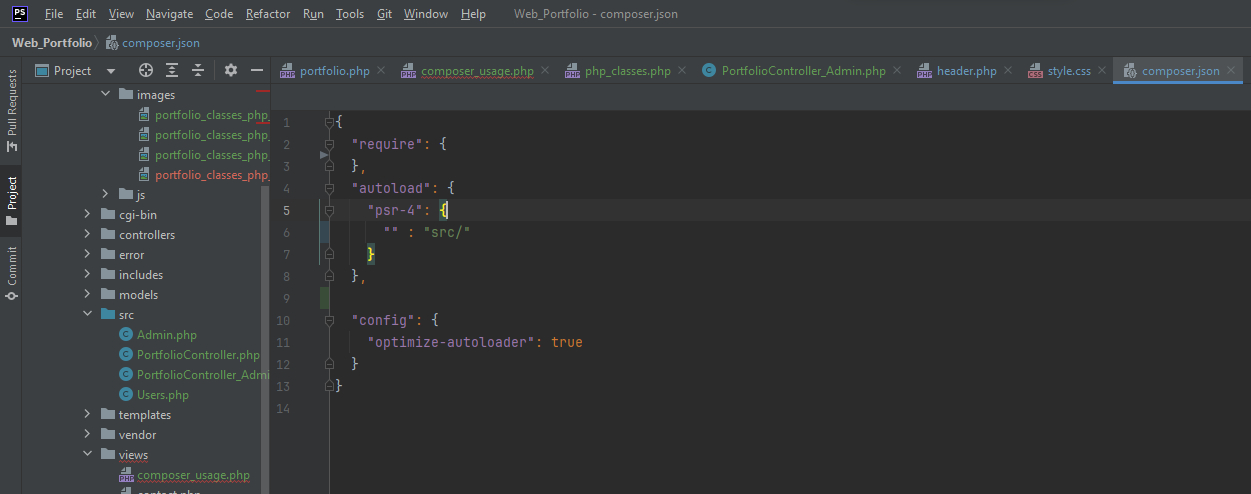 PS File Edit View Navigate Code Refactor Run Tools Git Window Help Web_Portfolio - composer.json
Web_Portfolio composer.json
Pull Requests
Project
Commit
Project
portfolio.php composer_usage.php php_classes.php PortfolioController_Admin.php header.php style.css composer.json
images
portfolio_classes_php_
portfolio_classes_php_
portfolio_classes_php_
portfolio_classes_php_
js
cgi-bin
controllers
error
includes
models
src
Admin.php
PortfolioController.php
PortfolioController_Admi
Users.php
templates
vendor
views
composer_usage.php
contact.php
1 {
2 "require": {
3 },
4 "autoload": {
5 "psr-4": {
6 "" : "src/"
7 }
8 },
9
10 "config": {
11 "optimize-autoloader": true
12 }
13 }
14